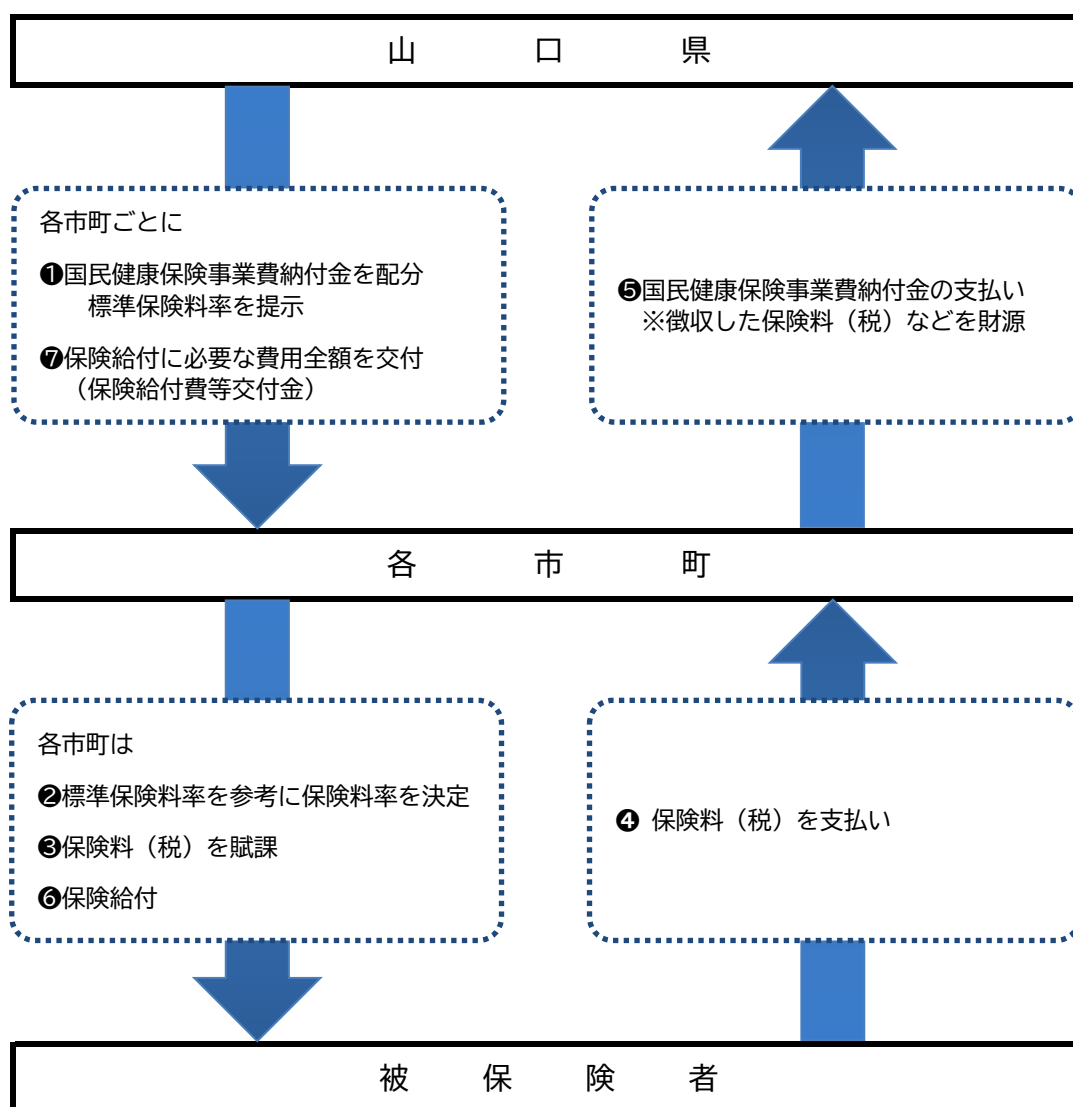 山口県
各市町ごとに
❶国民健康保険事業費納付金を配分
標準保険料率を提示
❼保険給付に必要な費用全額を交付
（保険給付費等交付金）
❺国民健康保険事業費納付金の支払い
※徴収した保険料（税）などを財源
各市町
各市町は
❷標準保険料率を参考に保険料率を決定
❸保険料（税）を賦課
❻保険給付
❹ 保険料（税）を支払い
被保険者